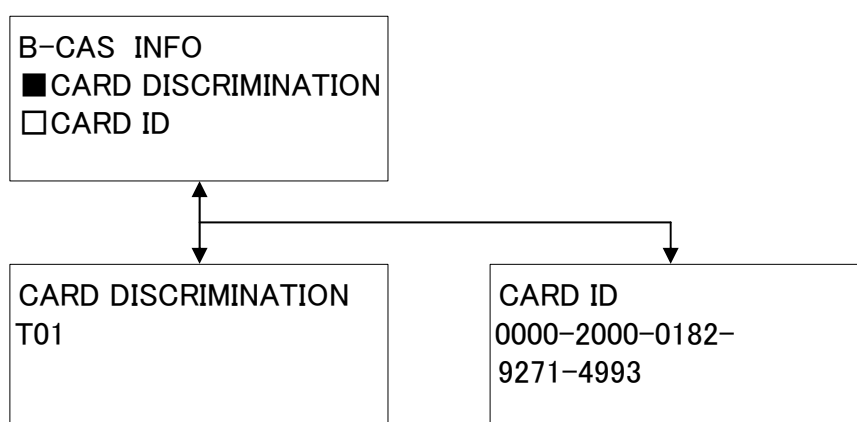 B-CAS INFO
■CARD DISCRIMINATION
□CARD ID
CARD DISCRIMINATION
T01
CARD ID
0000-2000-0182-
9271-4993